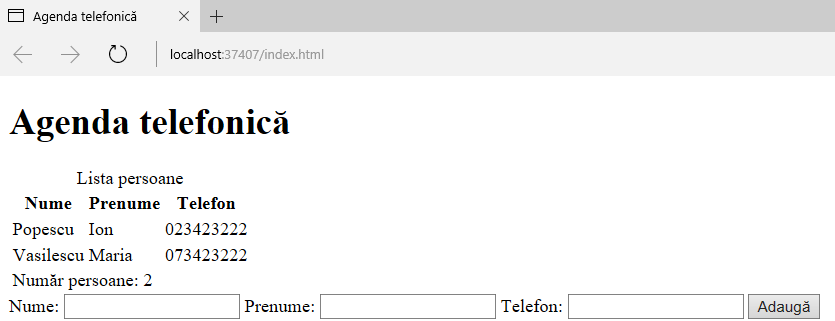 Agenda telefonică
localhost:37407/index.html
Agenda telefonică
Lista persoane
Nume Prenume Telefon
Popescu Ion 023423222
Vasilescu Maria 073423222
Număr persoane: 2
Nume: Prenume: Telefon: Adaugă